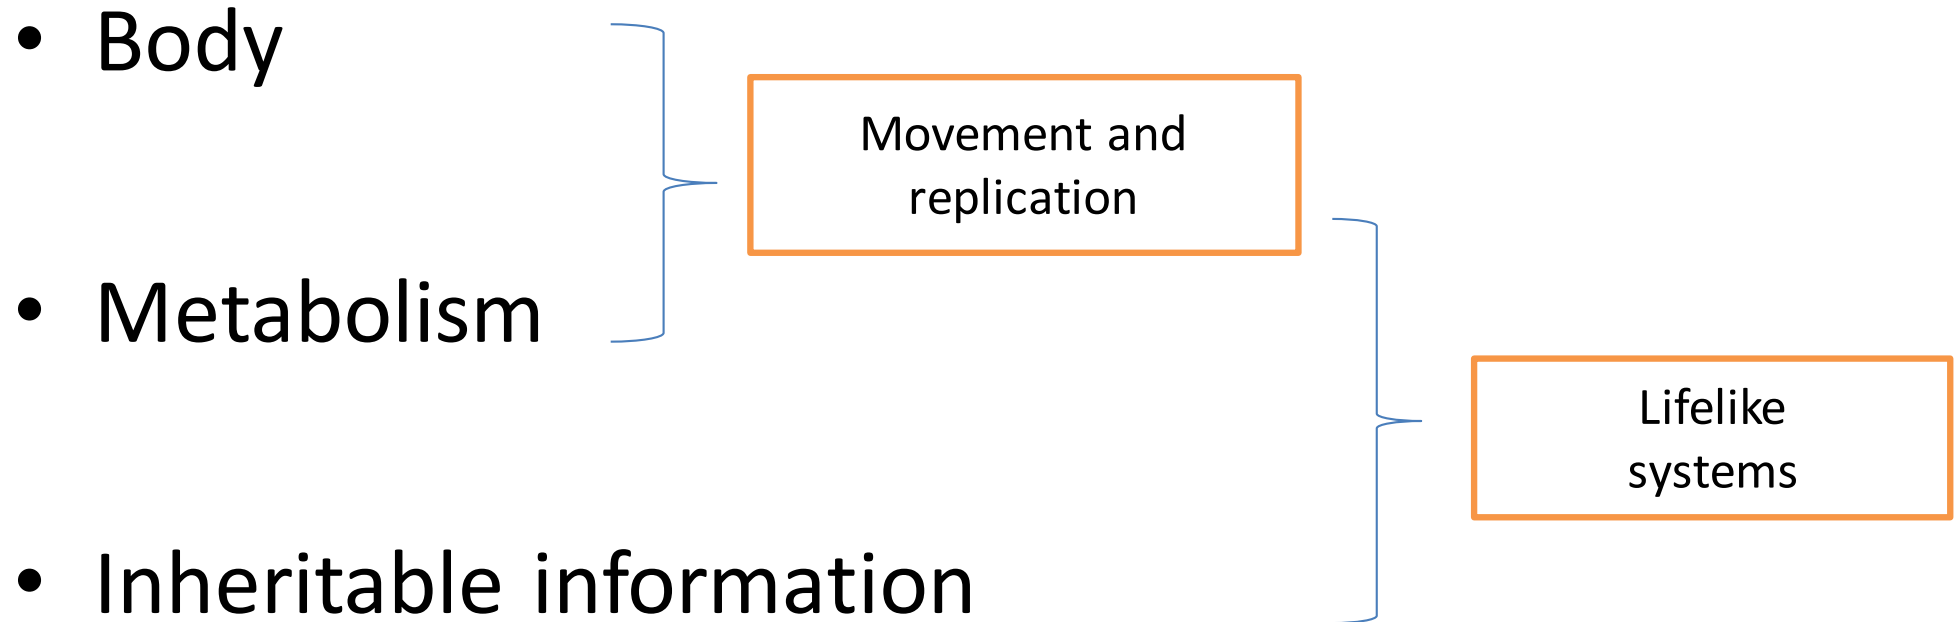 • Body
Movement and
replication
• Metabolism
Lifelike
systems
• Inheritable information